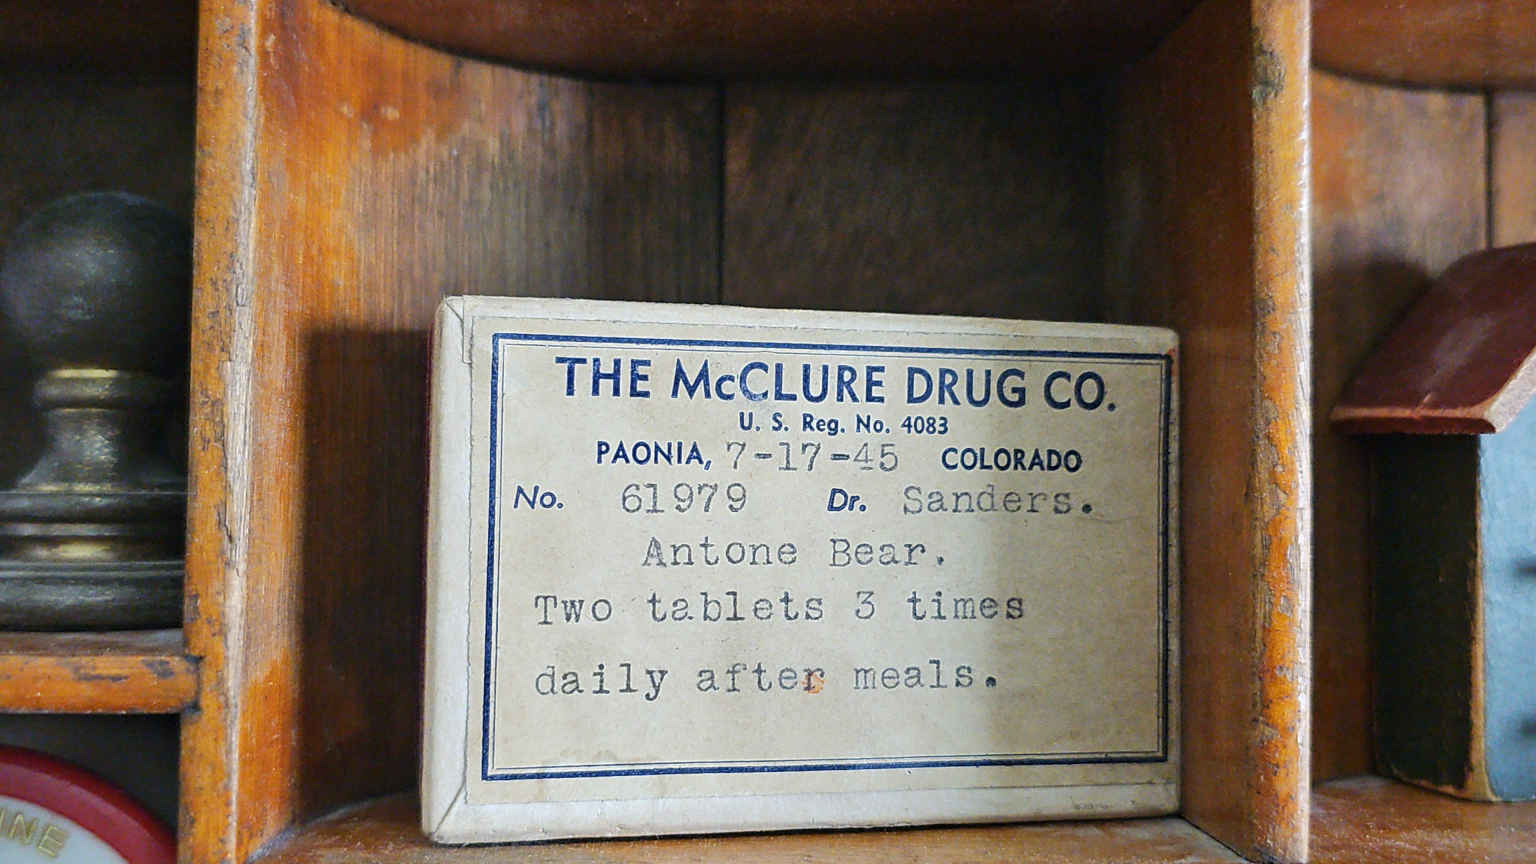 THE McCLURE DRUG CO.
U. S. Reg. No. 4083
PAONIA, 7-17-45 COLORADO
No. 61979 Dr. Sanders.
Antone Bear.
Two tablets 3 times
daily after meals.
INE